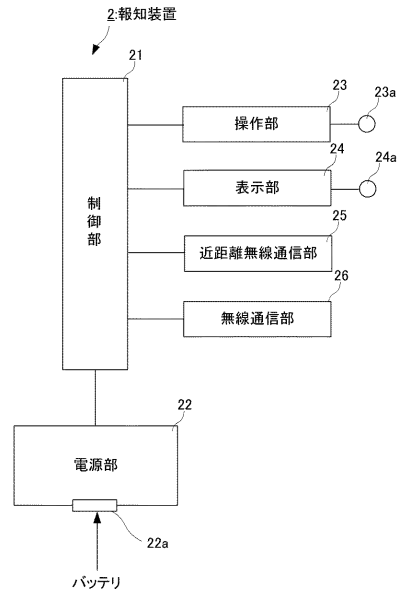 2:報知装置
21
23
23a
操作部
24
24a
表示部
制御部
25
近距離無線通信部
26
無線通信部
22
電源部
22a
バッテリ